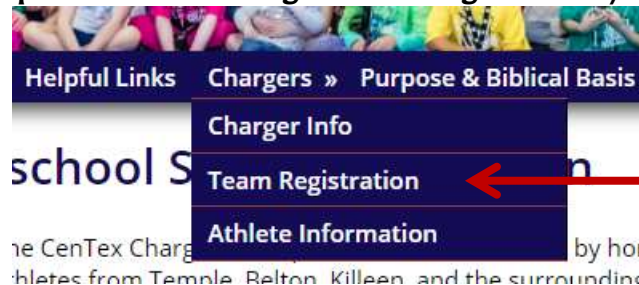 Helpful Links Chargers » Purpose & Biblical Basis
Charger Info
school S
Team Registration
Athlete Information
he CenTex Charg by hor
thletes from Temple, Belton, Killeen, and the surrounding